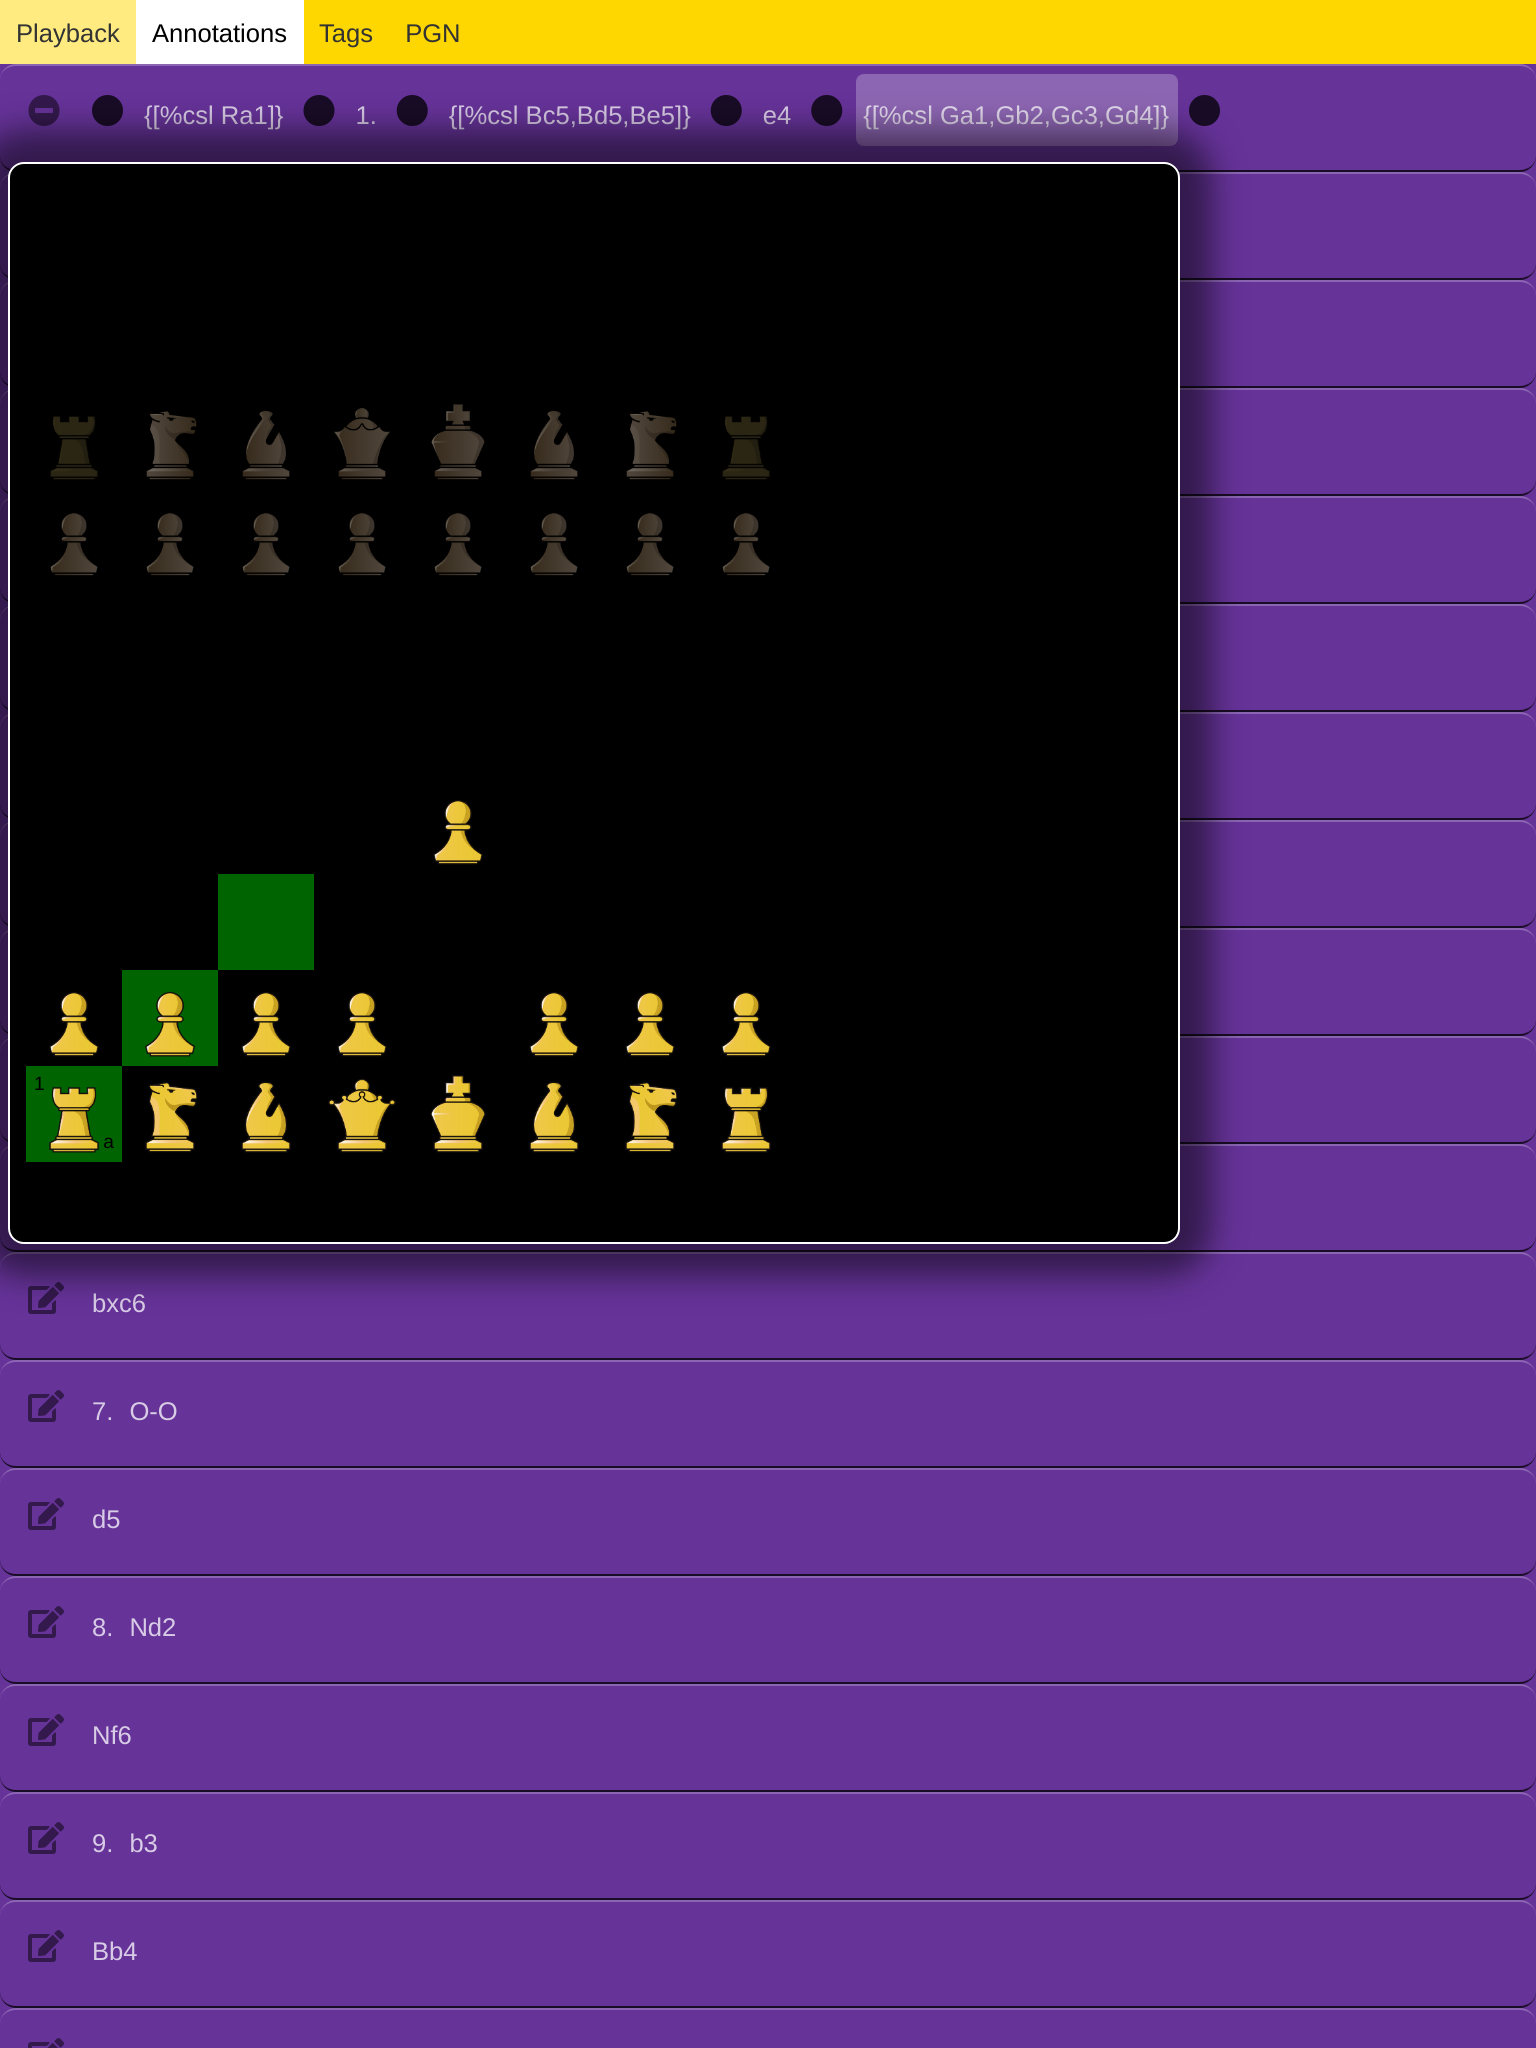 Playback Annotations Tags PGN
{[%csl Ra1]} 1. {[%csl Bc5,Bd5,Be5]} e4 {[%csl Ga1,Gb2,Gc3,Gd4]}
1
a
bxc6
7. O-O
d5
8. Nd2
Nf6
9. b3
Bb4